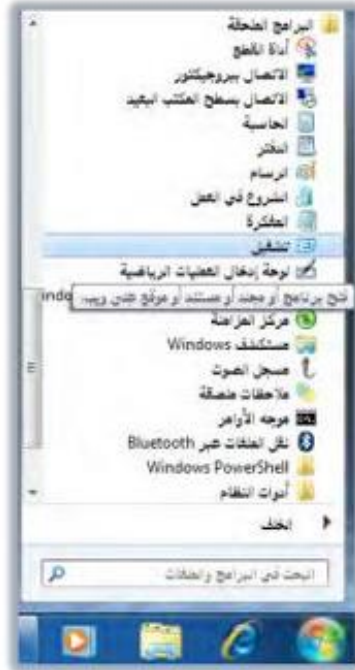 البرامج الملحقة
أداة القطع
الاتصال ببروجيكتور
الاتصال بسطح المكتب البعيد
الحاسبة
الدفتر
الرسام
الشروع في العمل
المفكرة
تشغيل
لوحة إدخال العمليات الرياضية
فتح برنامج أو مجلد أو مستند أو موقع على ويب. indo
مركز المزامنة
مستكشف Windows
مسجل الصوت
ملاحظات ملصقة
موجه الأوامر
نقل الملفات عبر Bluetooth
Windows PowerShell
أدوات النظام
الخلف
البحث في البرامج والملفات